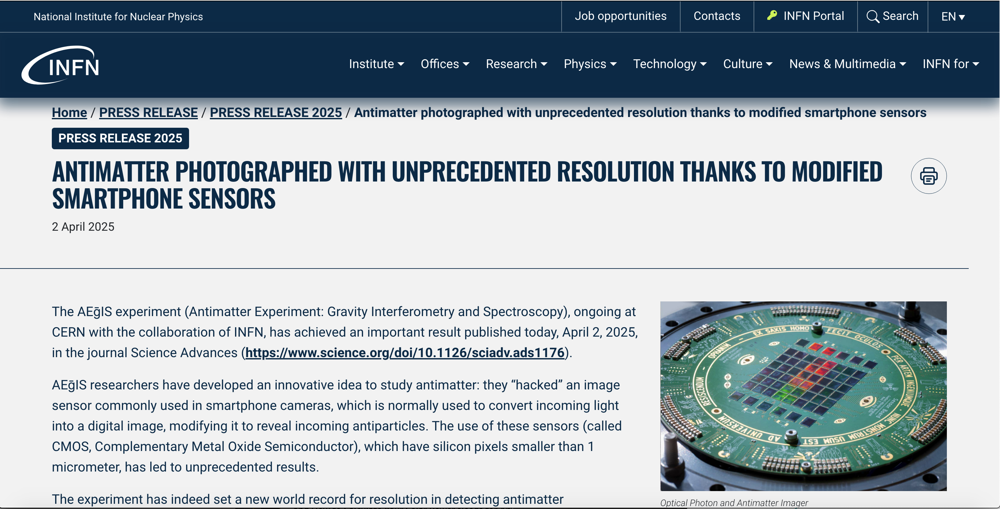 National Institute for Nuclear Physics
Job opportunities
Contacts
INFN Portal
Search
EN
INFN
Institute
Offices
Research
Physics
Technology
Culture
News & Multimedia
INFN for
Home / PRESS RELEASE / PRESS RELEASE 2025 / Antimatter photographed with unprecedented resolution thanks to modified smartphone sensors
PRESS RELEASE 2025
ANTIMATTER PHOTOGRAPHED WITH UNPRECEDENTED RESOLUTION THANKS TO MODIFIED
SMARTPHONE SENSORS
2 April 2025
The AEḡIS experiment (Antimatter Experiment: Gravity Interferometry and Spectroscopy), ongoing at
CERN with the collaboration of INFN, has achieved an important result published today, April 2, 2025,
in the journal Science Advances (https://www.science.org/doi/10.1126/sciadv.ads1176).
AEḡIS researchers have developed an innovative idea to study antimatter: they “hacked” an image
sensor commonly used in smartphone cameras, which is normally used to convert incoming light
into a digital image, modifying it to reveal incoming antiparticles. The use of these sensors (called
CMOS, Complementary Metal Oxide Semiconductor), which have silicon pixels smaller than 1
micrometer, has led to unprecedented results.
The experiment has indeed set a new world record for resolution in detecting antimatter
OPHANIM - EX SAXIS HOMO FECIT OCULOS
PER ARTEM INGENIUMQUE · NUNC MONSTRUM USUM EST
AD UNIVERSUM
RESISCENDUM -
Sensor Board
Optical Photon and Antimatter Imager